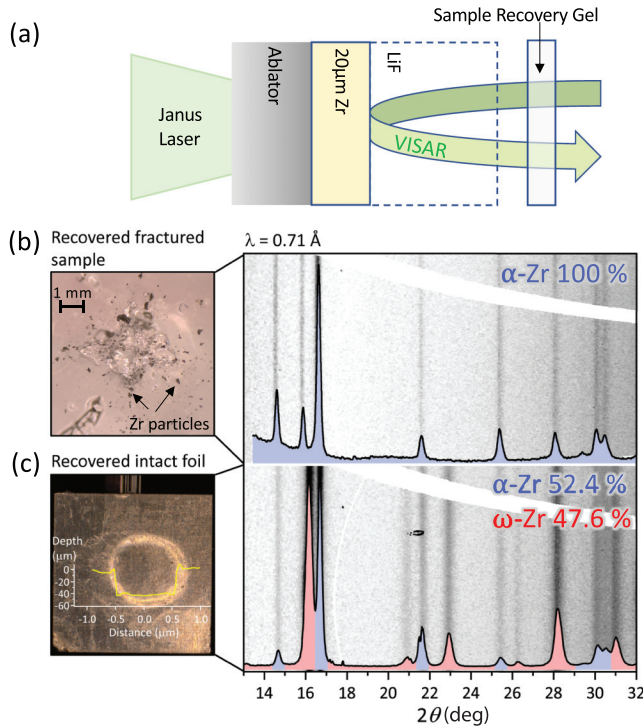 (a)
Sample Recovery Gel
Janus
Laser
Ablator
20μm Zr
LiF
VISAR
(b)
Recovered fractured
sample
λ = 0.71 Å
1 mm
Zr particles
α-Zr 100 %
(c)
Recovered intact foil
α-Zr 52.4 %
ω-Zr 47.6 %
Depth
(μm)
0
-20
-40
-60
-1.0 -0.5 0.0 0.5 1.0
Distance (μm)
13 14 16 18 20 22 24 26 28 30 32
2θ (deg)